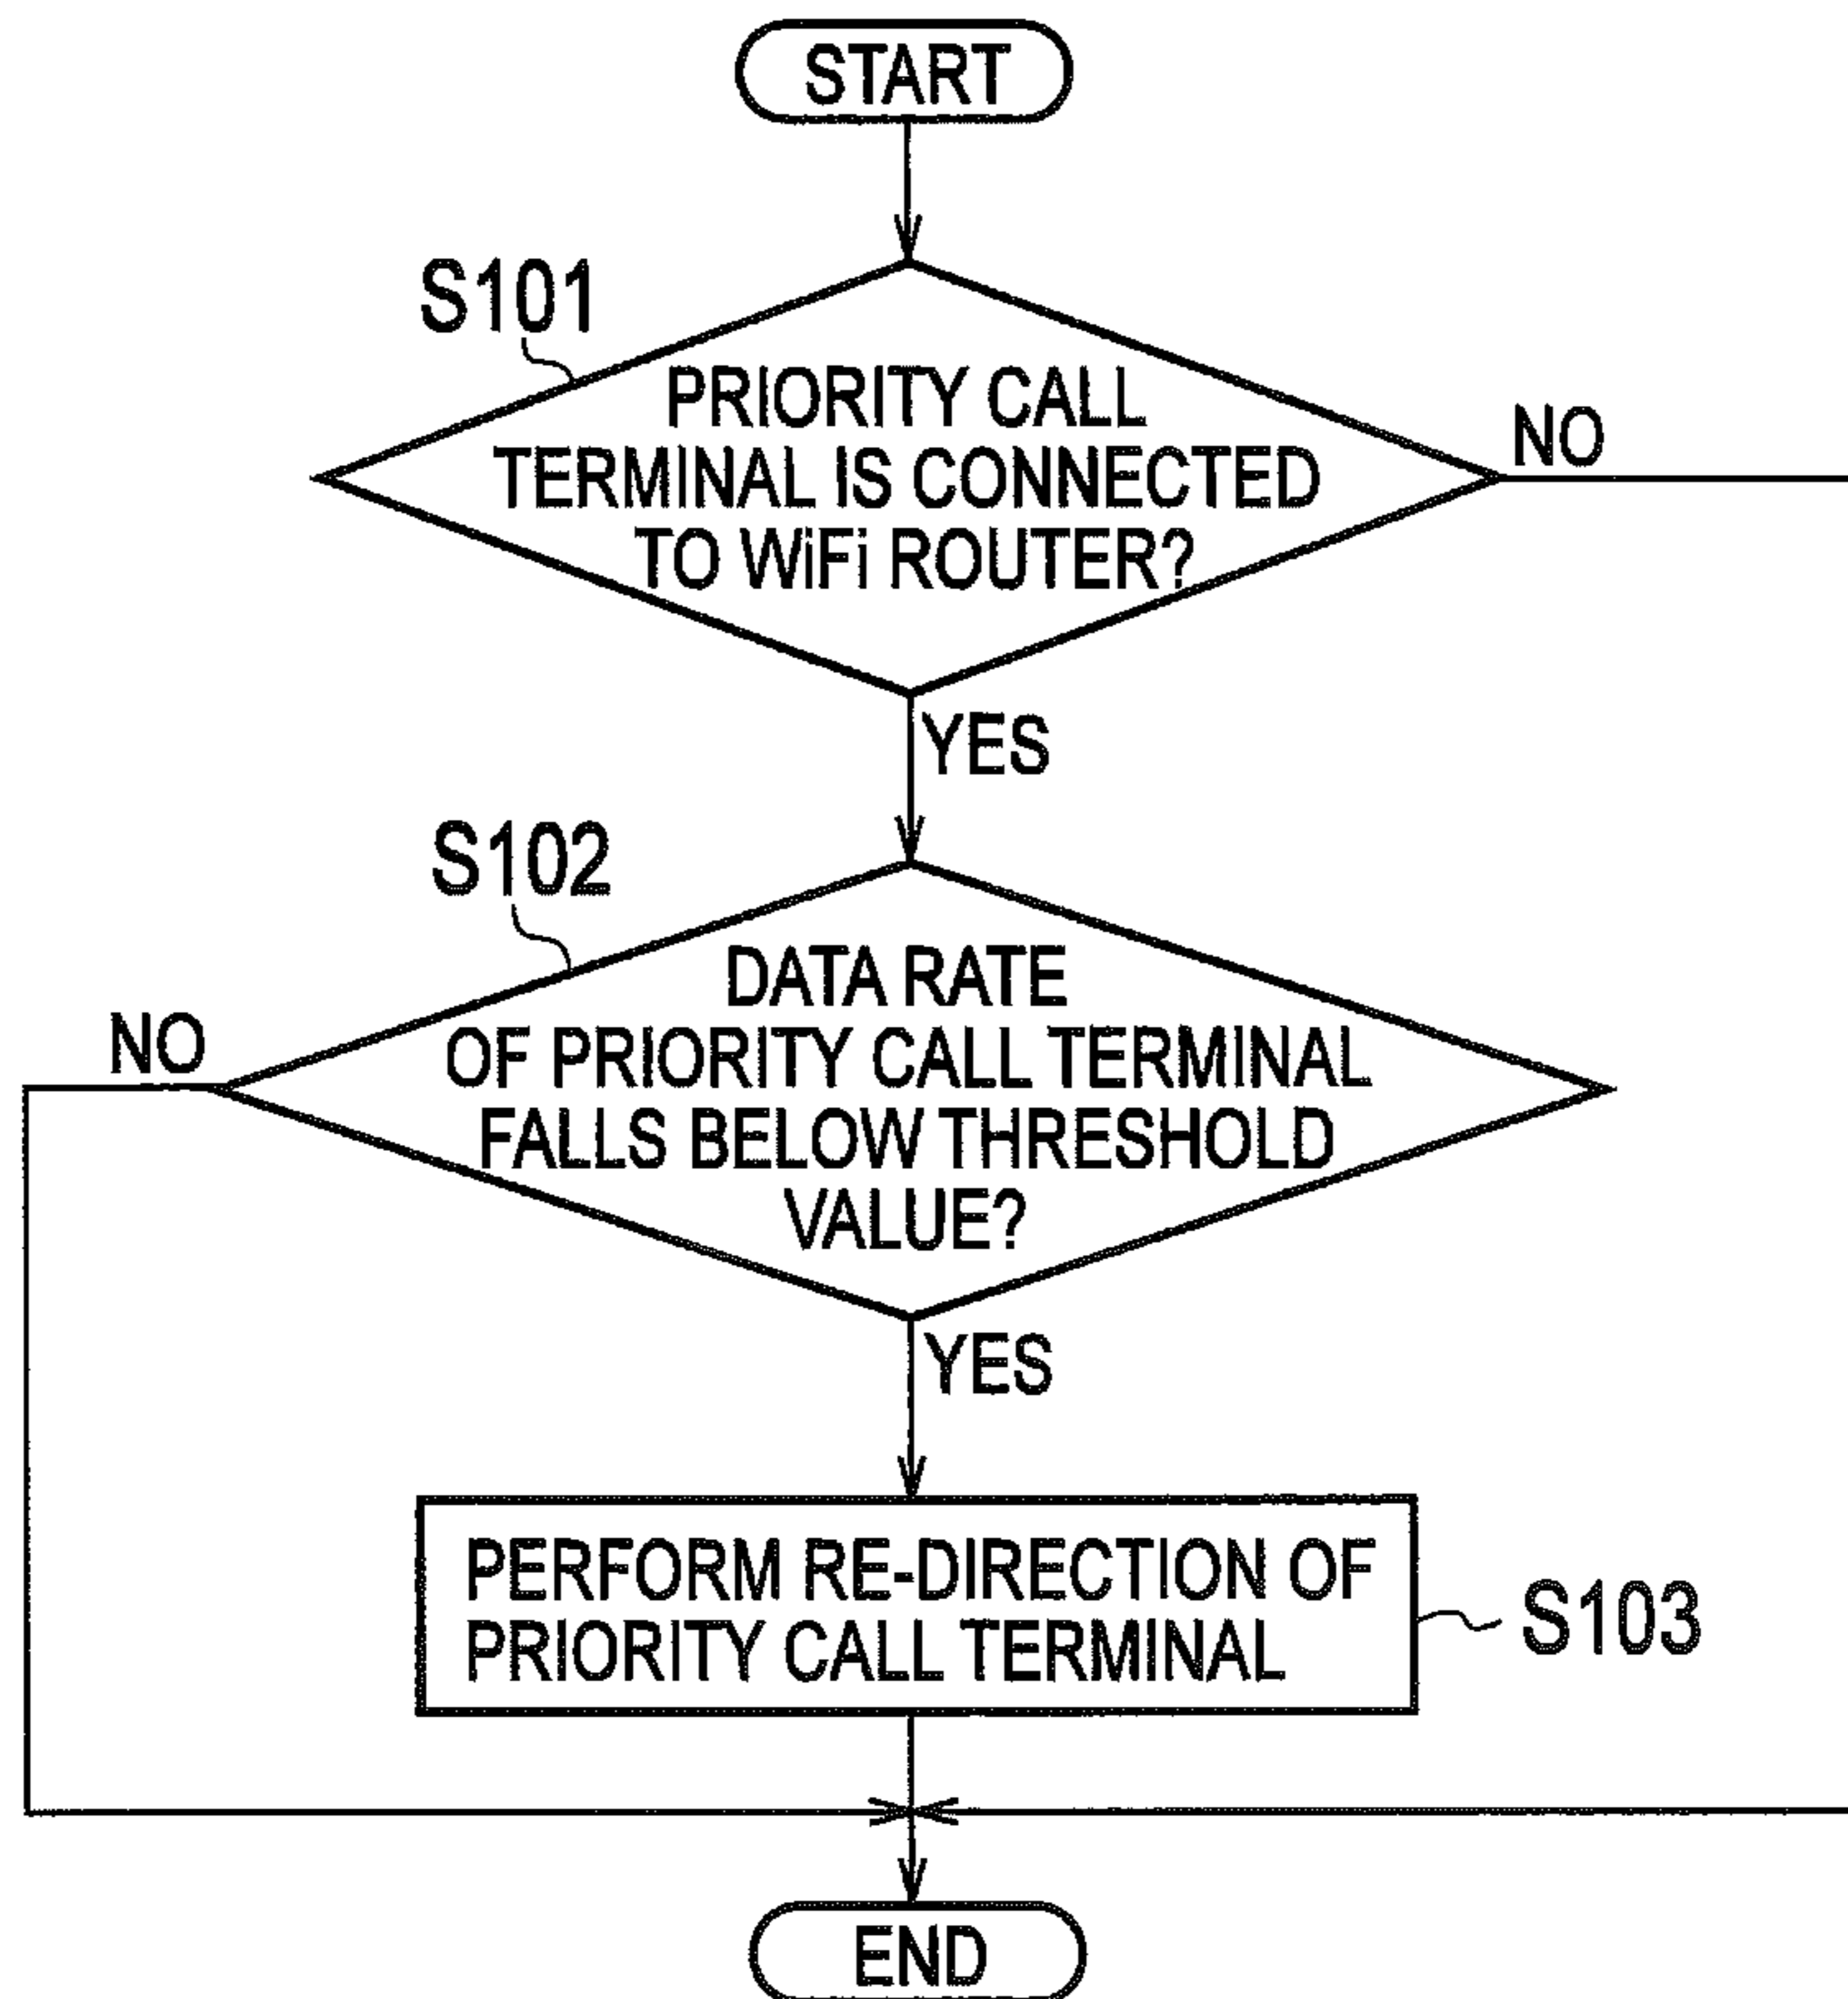 START
S101
PRIORITY CALL
TERMINAL IS CONNECTED
TO WiFi ROUTER?
NO
YES
S102
DATA RATE
OF PRIORITY CALL TERMINAL
FALLS BELOW THRESHOLD
VALUE?
NO
YES
PERFORM RE-DIRECTION OF
PRIORITY CALL TERMINAL
S103
END